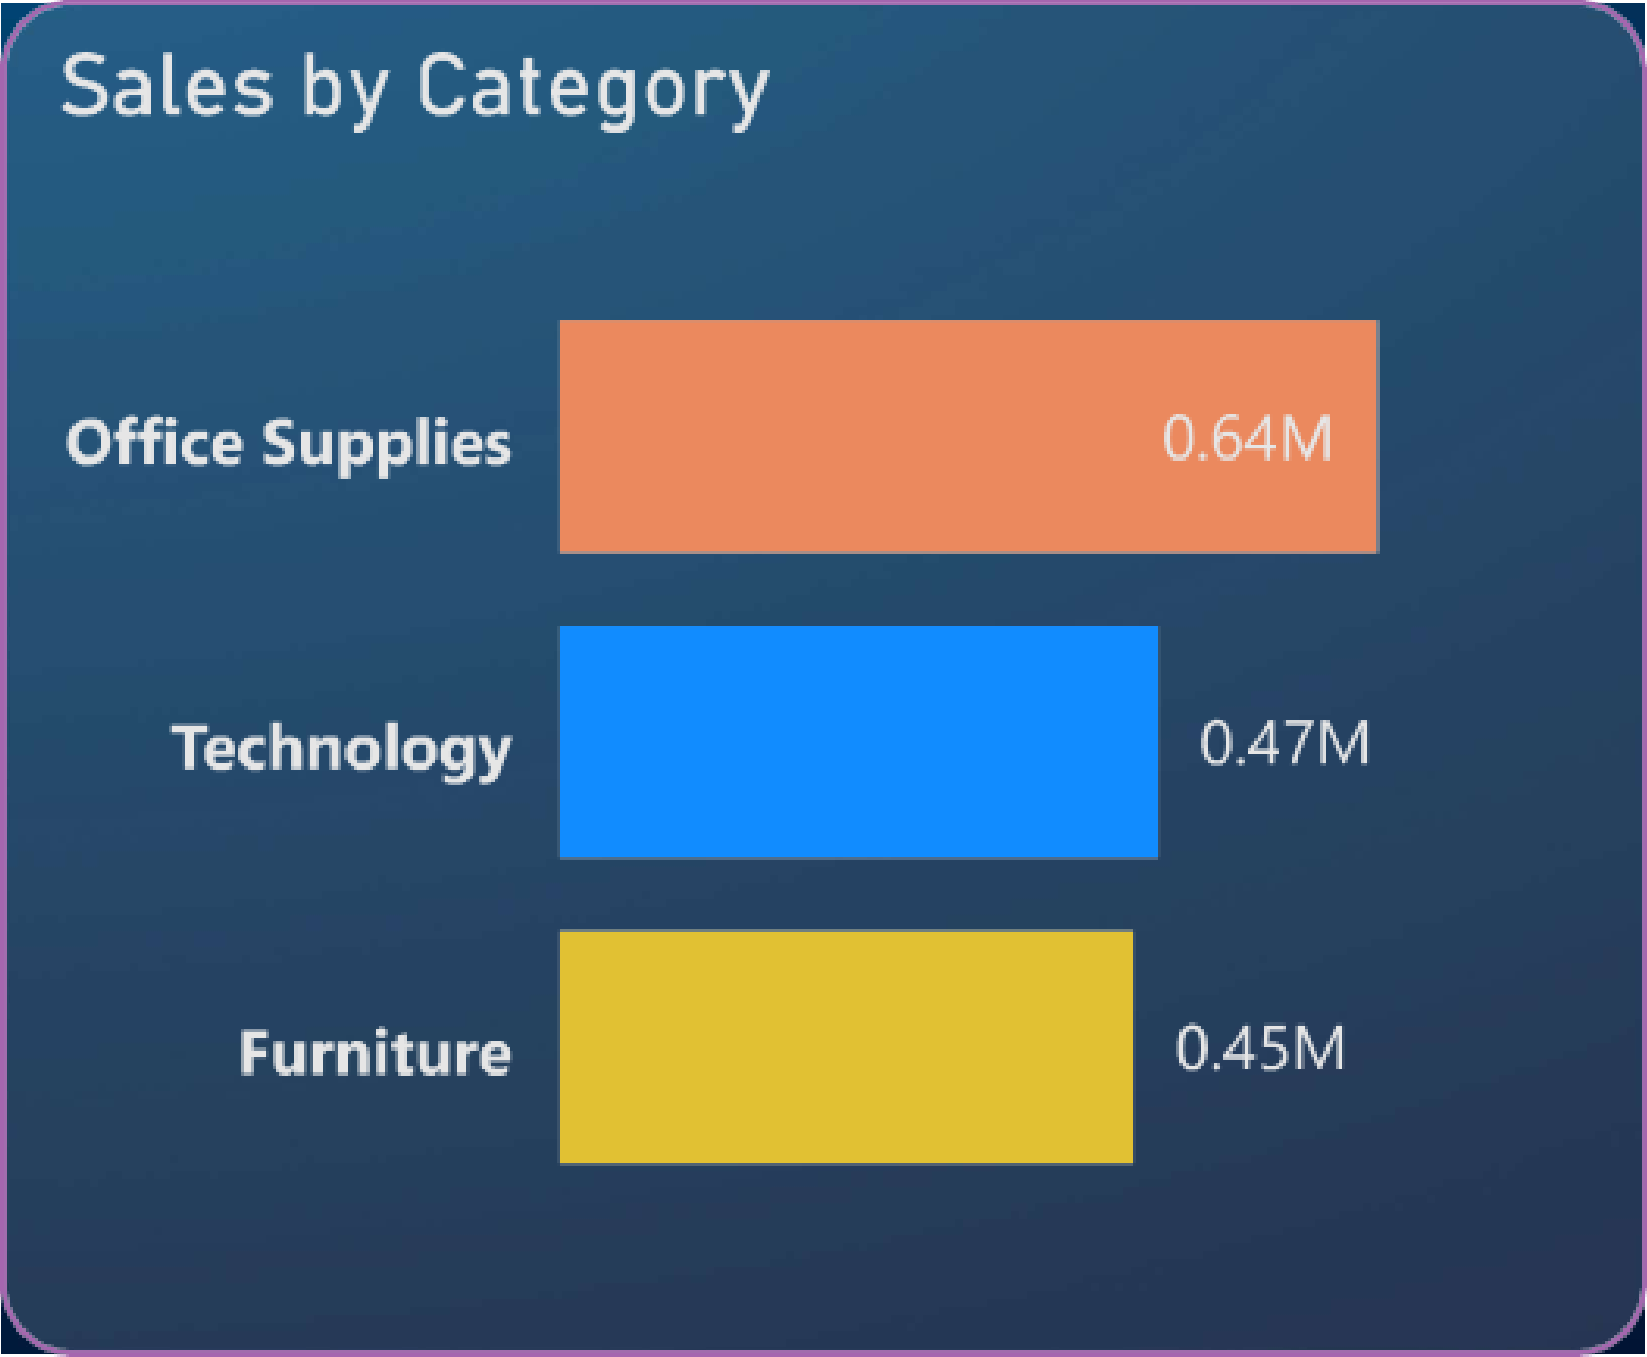 Sales by Category
Office Supplies 0.64M
Technology 0.47M
Furniture 0.45M